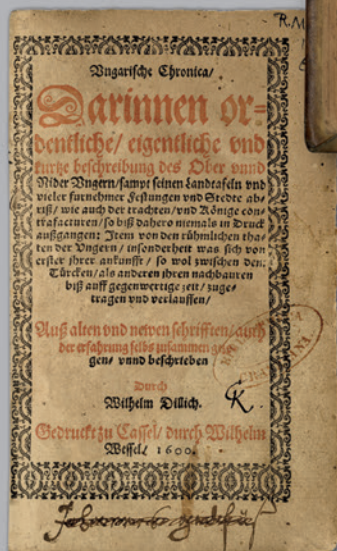 R.M
Vngarische Chronica/
Darinnen or-
dentliche/ eigentliche vnd
kurtze beschreibung des Ober vnnd
Nider Vngern/ sampt seinen Landtafeln vnd
vieler furnehmer Festungen vnd Stedte ab-
riß/ wie auch der trachten/ vnd Könige con-
trafacturen/ so biß dahero niemals in Druck
außgangen: Item von den rühmlichen tha-
ten der Vngern/ insonderheit was sich von
erster ihrer ankunfft/ so wol zwischen den
Türcken/ als anderen ihren nachbauren
biß auff gegenwertige zeit/ zuge-
tragen vnd verlauffen/
Auß alten vnd newen schrifften/ auch
der erfahrung selbs zusammen gezo-
gen/ vnnd beschrieben
Durch
Wilhelm Dillich.
Gedruckt zu Cassel/ durch Wilhelm
Wessel/ 1600.